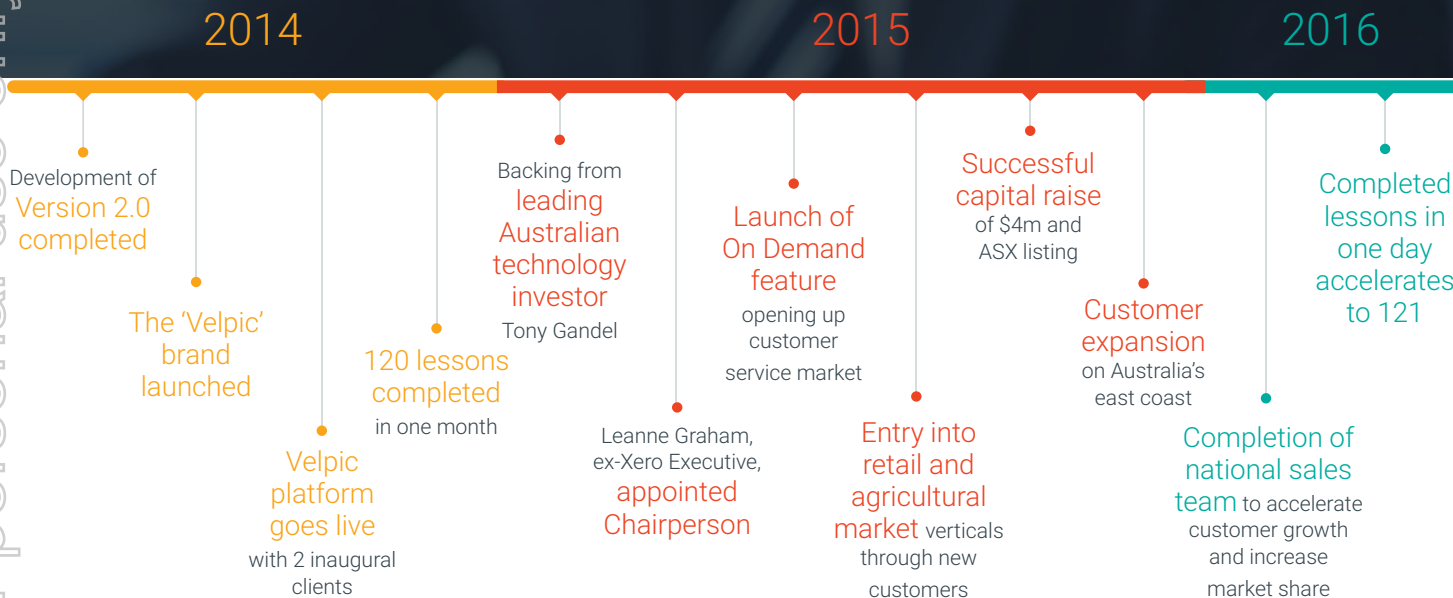 2014
2015
2016
Development of
Version 2.0
completed
The ‘Velpic’
brand
launched
Velpic
platform
goes live
with 2 inaugural
clients
120 lessons
completed
in one month
Backing from
leading
Australian
technology
investor
Tony Gandel
Leanne Graham,
ex-Xero Executive,
appointed
Chairperson
Launch of
On Demand
feature
opening up
customer
service market
Entry into
retail and
agricultural
market verticals
through new
customers
Successful
capital raise
of $4m and
ASX listing
Customer
expansion
on Australia’s
east coast
Completion of
national sales
team to accelerate
customer growth
and increase
market share
Completed
lessons in
one day
accelerates
to 121